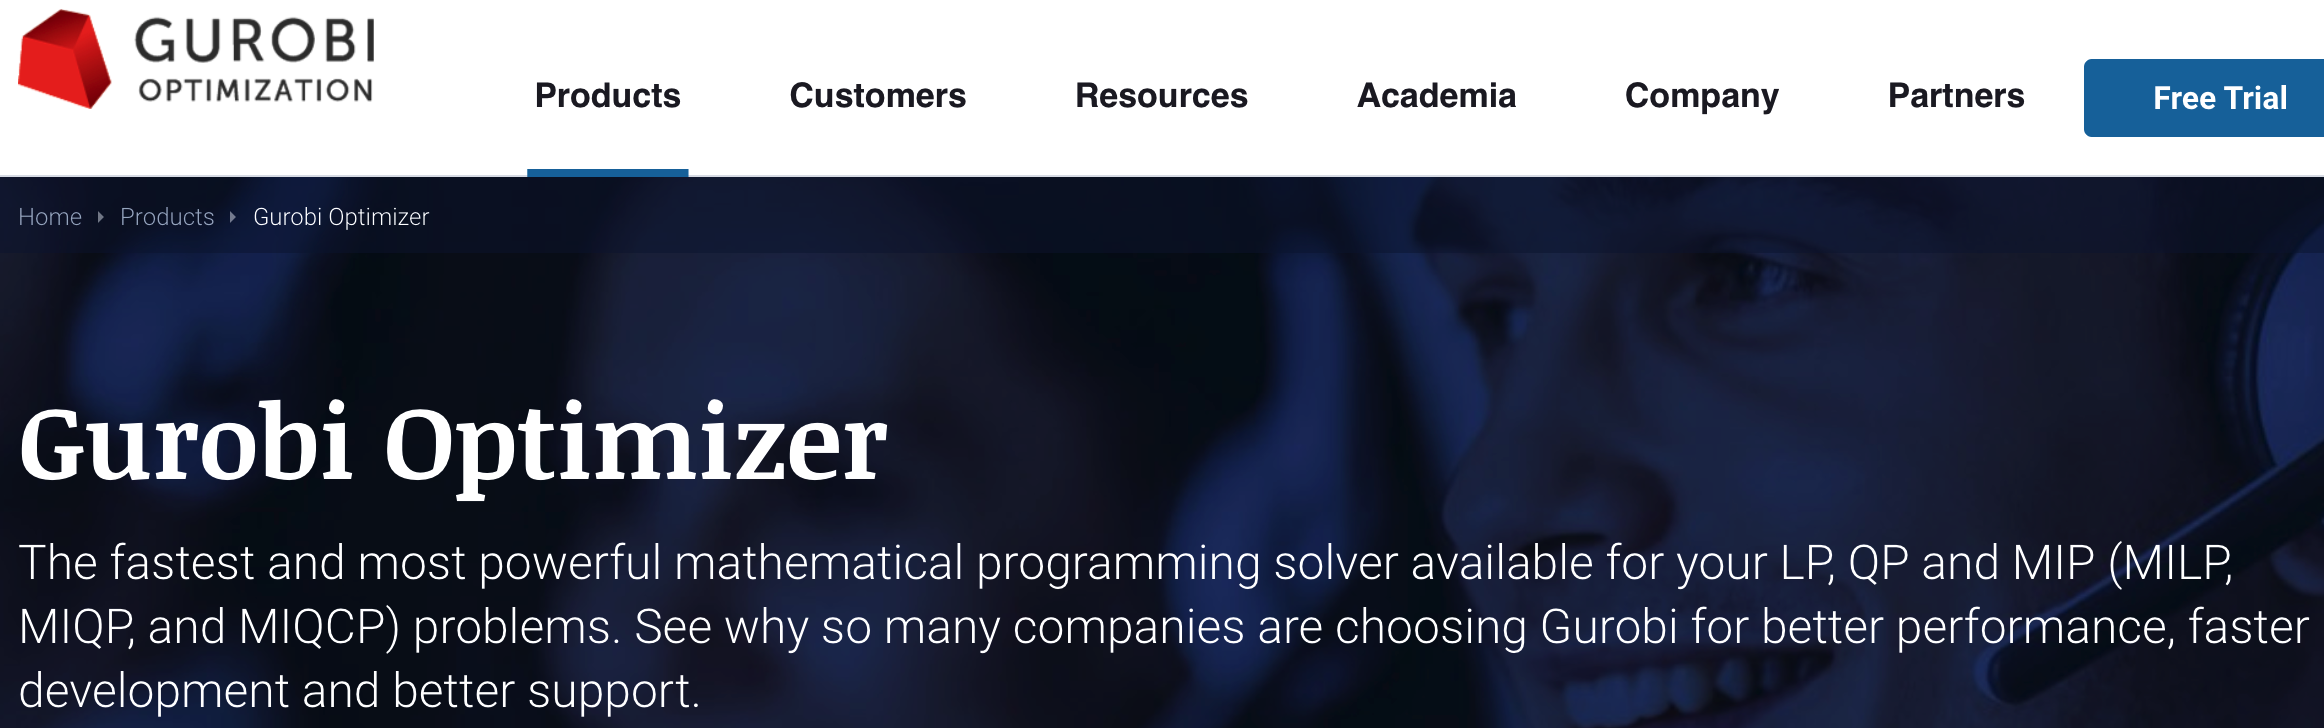 GUROBI
OPTIMIZATION
Products Customers Resources Academia Company Partners Free Trial
Home Products Gurobi Optimizer
Gurobi Optimizer
The fastest and most powerful mathematical programming solver available for your LP, QP and MIP (MILP,
MIQP, and MIQCP) problems. See why so many companies are choosing Gurobi for better performance, faster
development and better support.